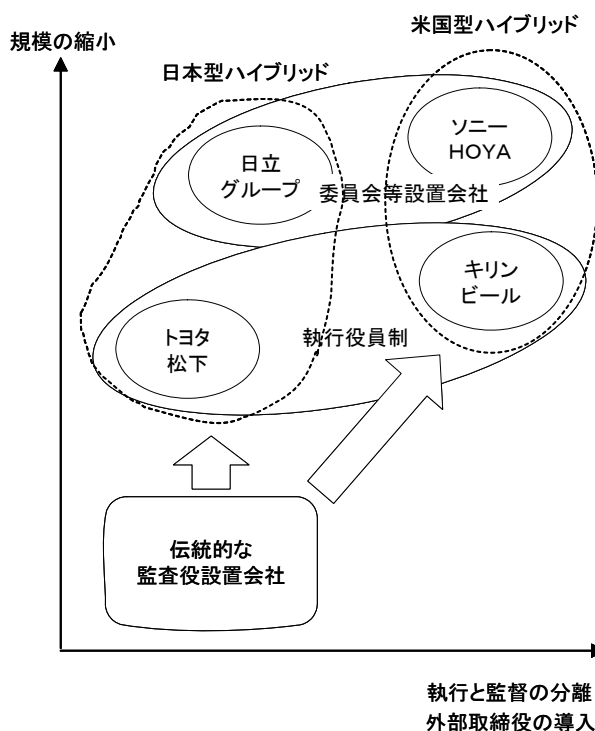 米国型ハイブリッド
規模の縮小
日本型ハイブリッド
ソニー
HOYA
日立
グループ
委員会等設置会社
キリン
ビール
トヨタ
松下
執行役員制
伝統的な
監査役設置会社
執行と監督の分離
外部取締役の導入